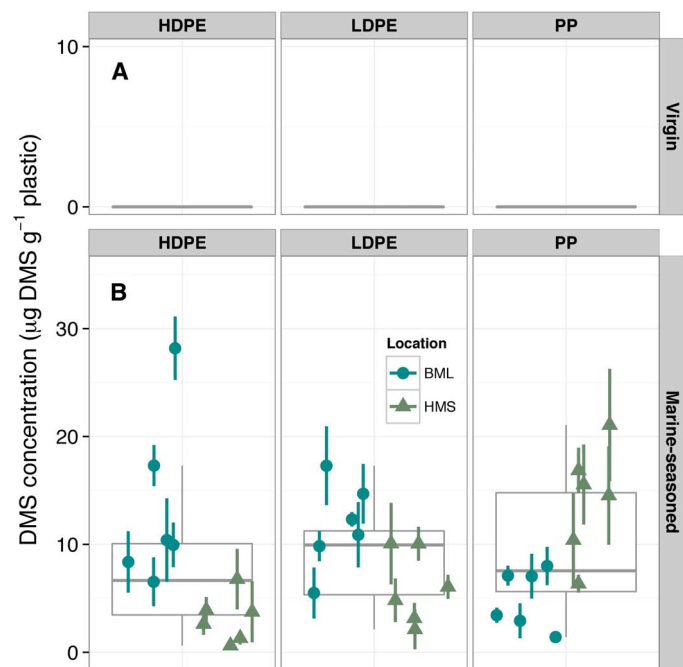 HDPE LDPE PP
A
Virgin
10
0
DMS concentration (µg DMS g⁻¹ plastic)
HDPE LDPE PP
B
Marine-seasoned
30
20
10
0
Location
BML
HMS